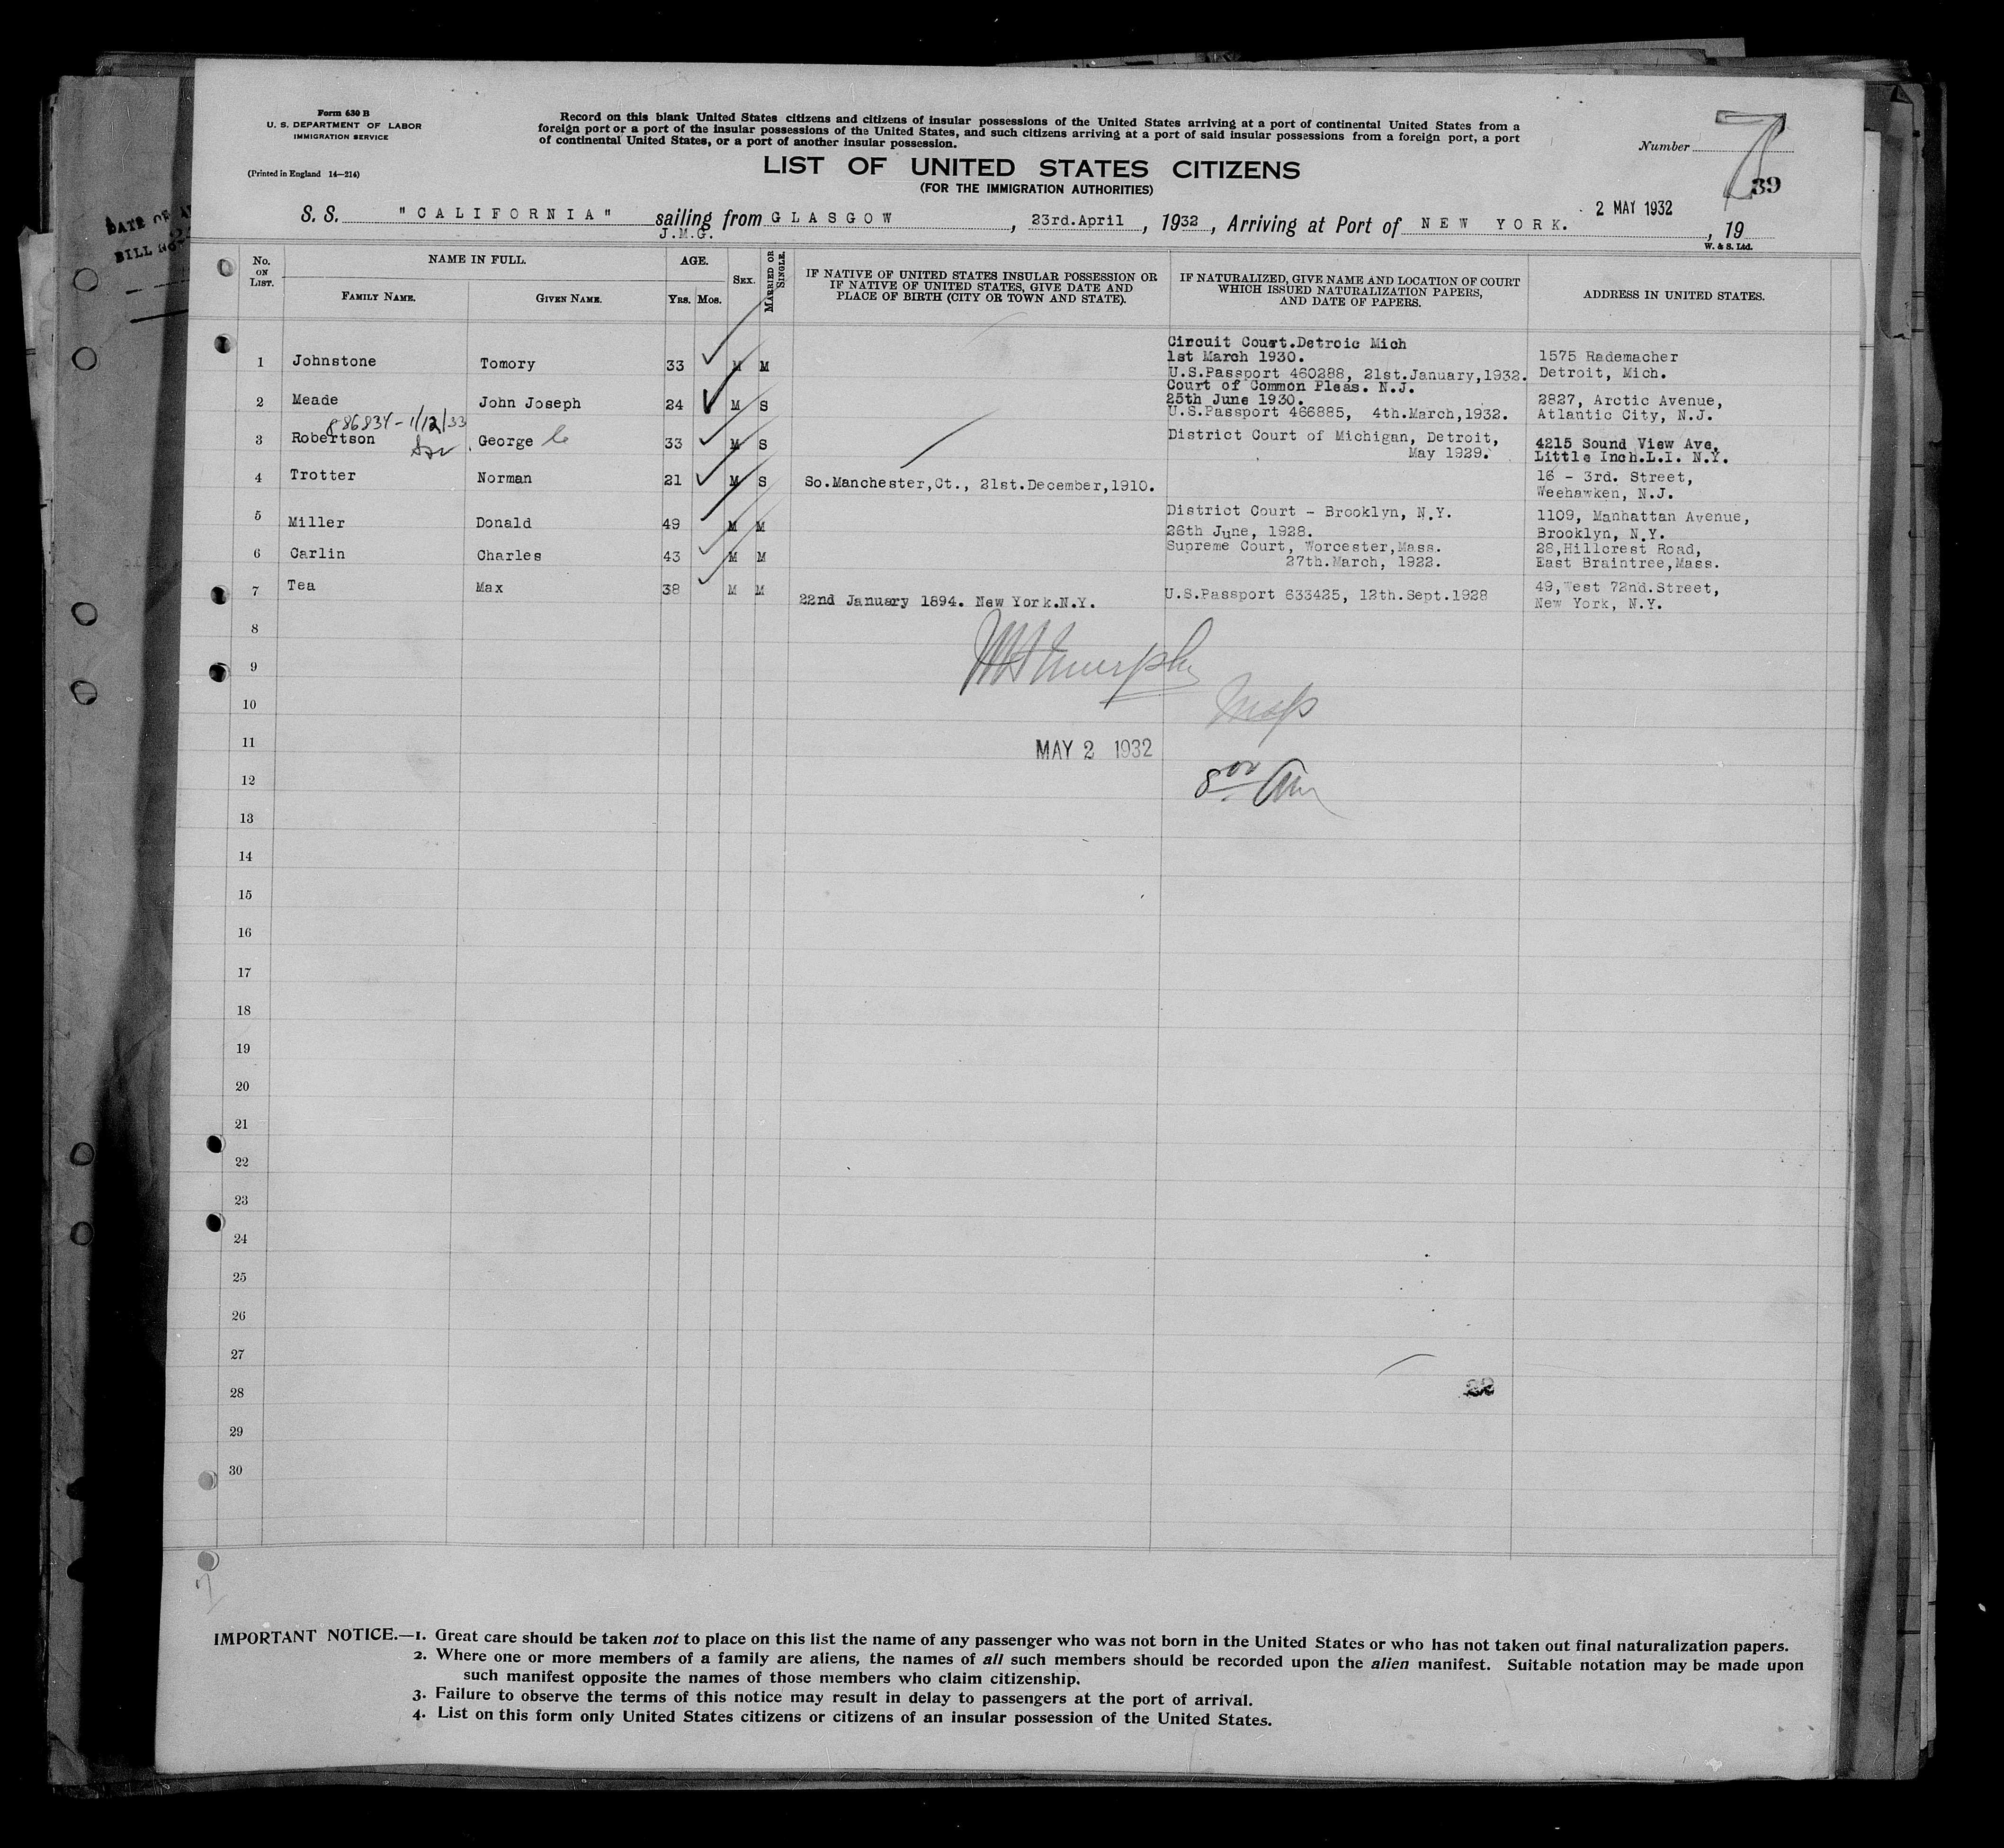 Form 630 B
U. S. DEPARTMENT OF LABOR
IMMIGRATION SERVICE
(Printed in England 14—214)
Record on this blank United States citizens and citizens of insular possessions of the United States arriving at a port of continental United States from a
foreign port or a port of the insular possessions of the United States, and such citizens arriving at a port of said insular possessions from a foreign port, a port
of continental United States, or a port of another insular possession.
LIST OF UNITED STATES CITIZENS
(FOR THE IMMIGRATION AUTHORITIES)
Number
7
39
DATE OF
BILL NO
S. S. "CALIFORNIA" sailing from GLASGOW, 23rd.April, 1932, Arriving at Port of NEW YORK. 2 MAY 1932, 19
J.M.G.
W. & S. Ltd.
No. ON LIST.
NAME IN FULL.
FAMILY NAME.
GIVEN NAME.
AGE.
YRS. MOS.
SEX.
MARRIED OR SINGLE.
IF NATIVE OF UNITED STATES INSULAR POSSESSION OR
IF NATIVE OF UNITED STATES, GIVE DATE AND
PLACE OF BIRTH (CITY OR TOWN AND STATE).
IF NATURALIZED, GIVE NAME AND LOCATION OF COURT
WHICH ISSUED NATURALIZATION PAPERS,
AND DATE OF PAPERS.
ADDRESS IN UNITED STATES.
1 Johnstone Tomory 33 M M
Circuit Court.Detroic Mich
1st March 1930.
U.S.Passport 460288, 21st.January,1932.
1575 Rademacher
Detroit, Mich.
2 Meade John Joseph 24 M S
Court of Common Pleas. N.J.
25th June 1930.
U.S.Passport 466885, 4th.March,1932.
2827, Arctic Avenue,
Atlantic City, N.J.
886834-1/12/33
3 Robertson George 33 M S
District Court of Michigan, Detroit,
May 1929.
4215 Sound View Ave,
Little Inch.L.I. N.Y.
4 Trotter Norman 21 M S So.Manchester,Ct., 21st.December,1910.
16 - 3rd. Street,
Weehawken, N.J.
5 Miller Donald 49 M M
District Court - Brooklyn, N.Y.
26th June, 1928.
1109, Manhattan Avenue,
Brooklyn, N.Y.
6 Carlin Charles 43 M M
Supreme Court, Worcester,Mass.
27th.March, 1922.
28,Hillcrest Road,
East Braintree,Mass.
7 Tea Max 38 M M 22nd January 1894. New York.N.Y.
U.S.Passport 633425, 12th.Sept.1928
49,West 72nd.Street,
New York, N.Y.
8
9
10
11
MAY 2 1932
12
13
14
15
16
17
18
19
20
21
22
23
24
25
26
27
28
29
30
IMPORTANT NOTICE.—1. Great care should be taken not to place on this list the name of any passenger who was not born in the United States or who has not taken out final naturalization papers.
2. Where one or more members of a family are aliens, the names of all such members should be recorded upon the alien manifest. Suitable notation may be made upon
such manifest opposite the names of those members who claim citizenship.
3. Failure to observe the terms of this notice may result in delay to passengers at the port of arrival.
4. List on this form only United States citizens or citizens of an insular possession of the United States.